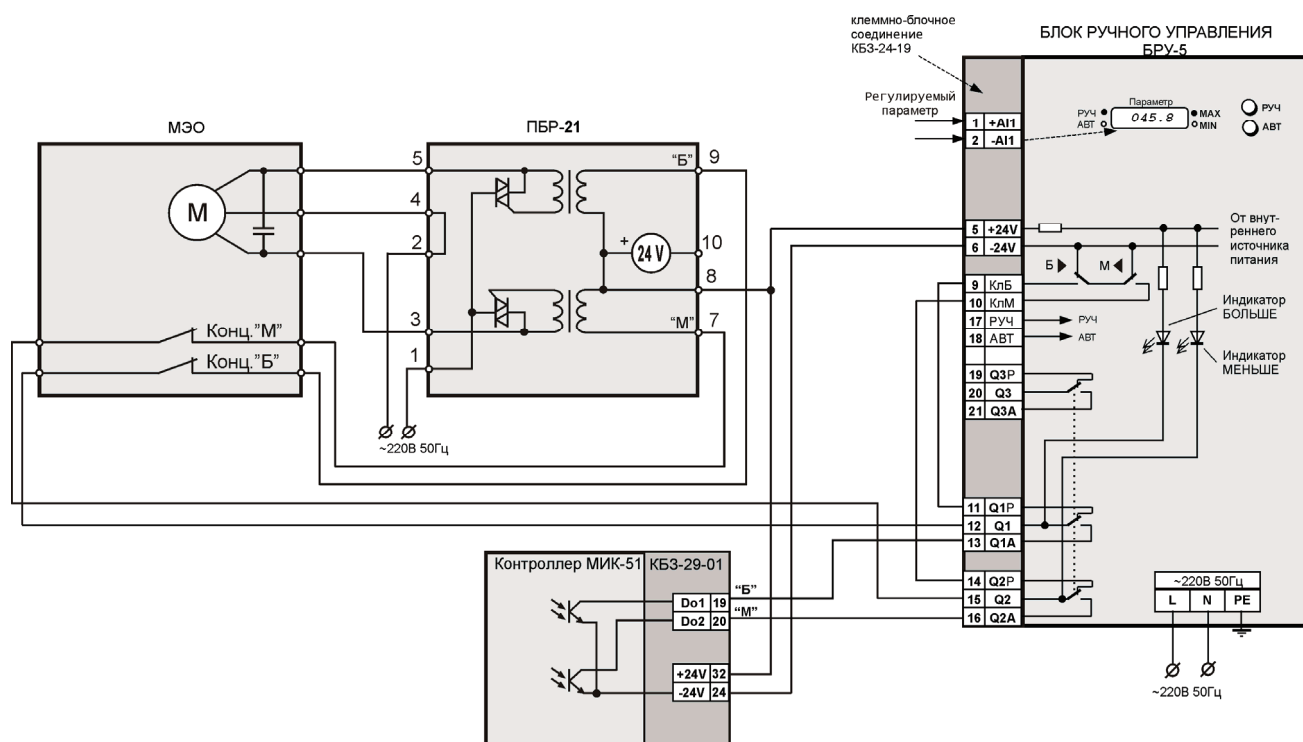 клеммно-блочное
соединение
КБЗ-24-19
БЛОК РУЧНОГО УПРАВЛЕНИЯ
БРУ-5
Регулируемый
параметр
1 +AI1
2 -AI1
Параметр
РУЧ
АВТ
045.8
MAX
MIN
РУЧ
АВТ
МЭО
ПБР-21
M
5
4
2
3
1
"Б" 9
10
8
"М" 7
+
24 V
Конц."М"
Конц."Б"
~220В 50Гц
5 +24V
6 -24V
От внут-
реннего
источника
питания
Б
М
9 КлБ
10 КлМ
17 РУЧ
18 АВТ
РУЧ
АВТ
Индикатор
БОЛЬШЕ
Индикатор
МЕНЬШЕ
19 Q3P
20 Q3
21 Q3A
11 Q1P
12 Q1
13 Q1A
14 Q2P
15 Q2
16 Q2A
~220В 50Гц
L N PE
~220В 50Гц
Контроллер МИК-51
КБЗ-29-01
Do1 19
Do2 20
"Б"
"М"
+24V 32
-24V 24